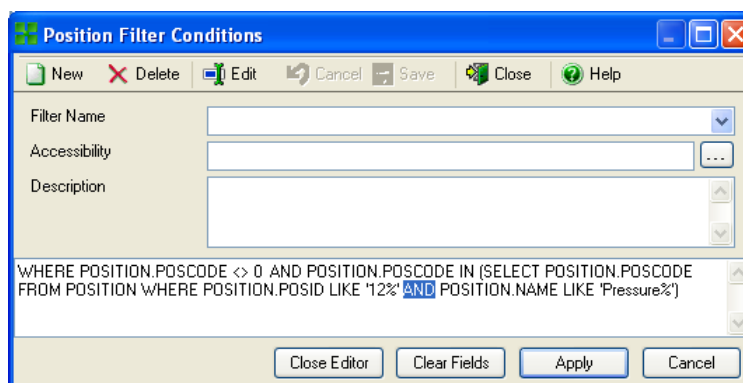 Position Filter Conditions
New Delete Edit Cancel Save Close Help
Filter Name
Accessibility
...
Description
WHERE POSITION.POSCODE <> 0 AND POSITION.POSCODE IN (SELECT POSITION.POSCODE
FROM POSITION WHERE POSITION.POSID LIKE '12%' AND POSITION.NAME LIKE 'Pressure%')
Close Editor Clear Fields Apply Cancel